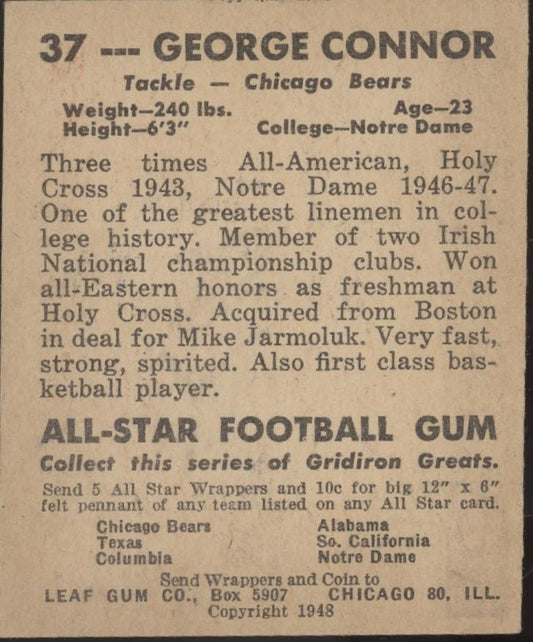 37 --- GEORGE CONNOR
Tackle — Chicago Bears
Weight—240 lbs. Age—23
Height—6'3" College—Notre Dame
Three times All-American, Holy
Cross 1943, Notre Dame 1946-47.
One of the greatest linemen in col-
lege history. Member of two Irish
National championship clubs. Won
all-Eastern honors as freshman at
Holy Cross. Acquired from Boston
in deal for Mike Jarmoluk. Very fast,
strong, spirited. Also first class bas-
ketball player.
ALL-STAR FOOTBALL GUM
Collect this series of Gridiron Greats.
Send 5 All Star Wrappers and 10c for big 12" x 6"
felt pennant of any team listed on any All Star card.
Chicago Bears Alabama
Texas So. California
Columbia Notre Dame
Send Wrappers and Coin to
LEAF GUM CO., Box 5907 CHICAGO 80, ILL.
Copyright 1948